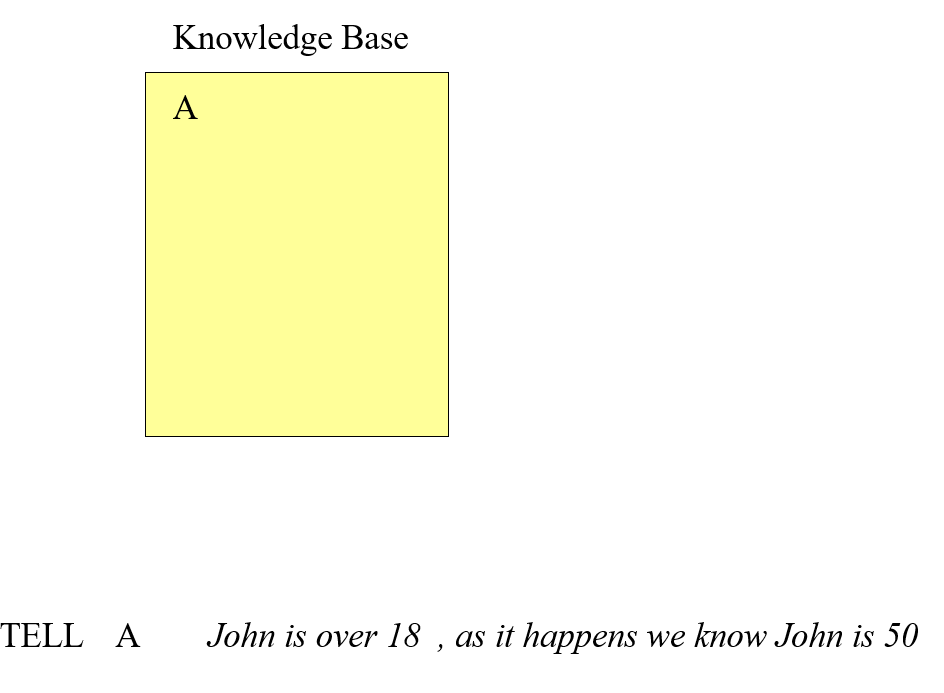 Knowledge Base
A
TELL A John is over 18 , as it happens we know John is 50